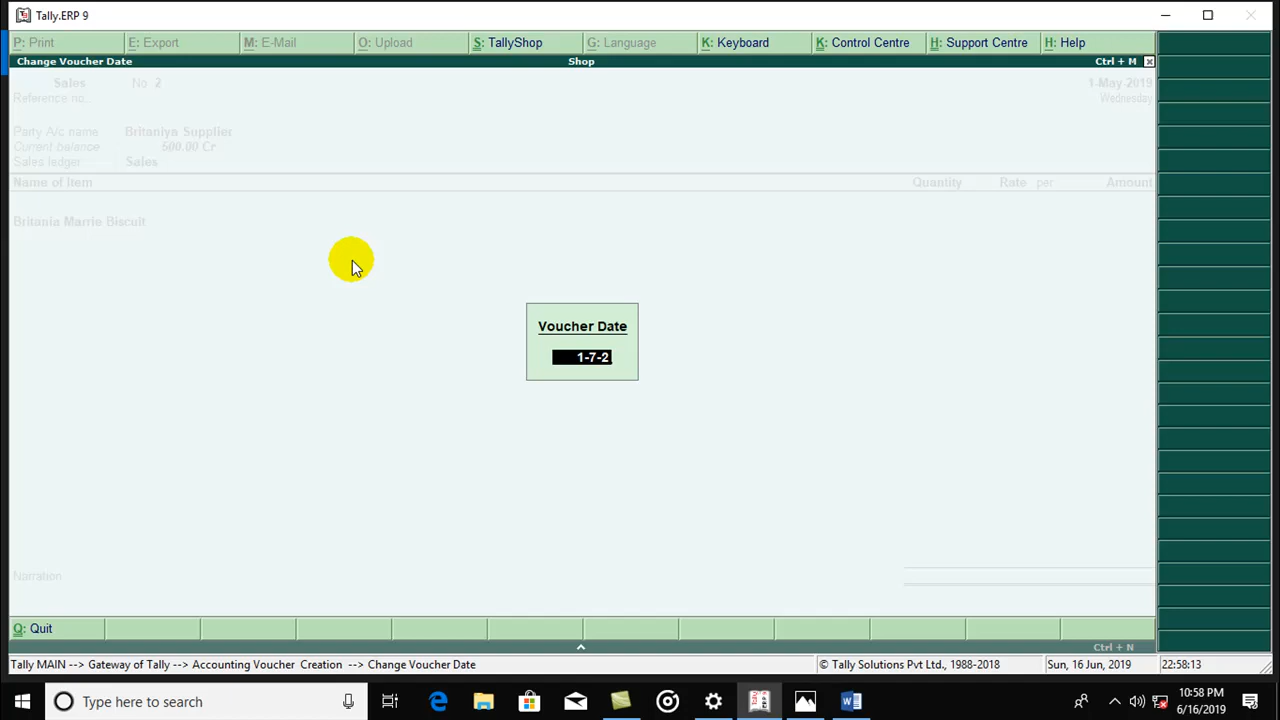 Tally.ERP 9
P: Print E: Export M: E-Mail O: Upload S: TallyShop G: Language K: Keyboard K: Control Centre H: Support Centre H: Help
Change Voucher Date Shop Ctrl + M
Sales No 2 1-May-2019
Reference no. Wednesday
Party A/c name Britaniya Supplier
Current balance 500.00 Cr
Sales ledger Sales
Name of Item Quantity Rate per Amount
Britania Marrie Biscuit
Voucher Date
1-7-2
Narration
Q: Quit
Ctrl + N
Tally MAIN --> Gateway of Tally --> Accounting Voucher Creation --> Change Voucher Date © Tally Solutions Pvt Ltd., 1988-2018 Sun, 16 Jun, 2019 22:58:13
Type here to search 10:58 PM
6/16/2019